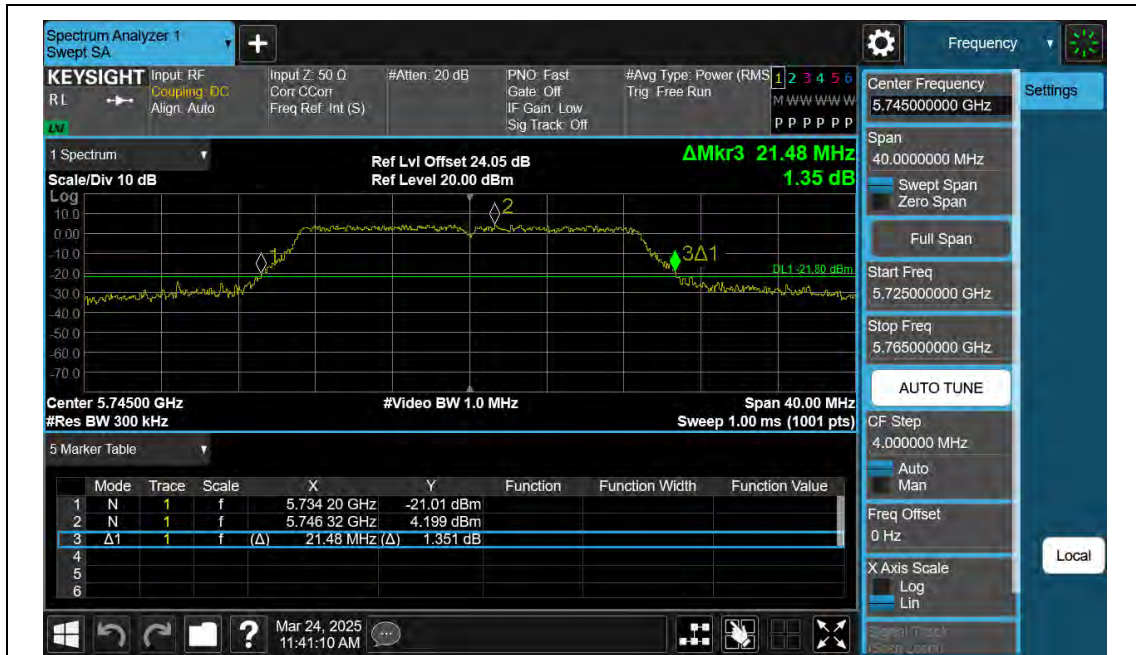 Spectrum Analyzer 1
Swept SA
+
Frequency
KEYSIGHT
RL
LXI
Input: RF
Coupling: DC
Align: Auto
Input Z: 50 Ω
Corr CCorr
Freq Ref: Int (S)
#Atten: 20 dB
PNO: Fast
Gate: Off
IF Gain: Low
Sig Track: Off
#Avg Type: Power (RMS
Trig: Free Run
1 2 3 4 5 6
M W W W W W
P P P P P P
1 Spectrum
Scale/Div 10 dB
Ref Lvl Offset 24.05 dB
Ref Level 20.00 dBm
ΔMkr3 21.48 MHz
1.35 dB
Log
10.0
0.00
-10.0
-20.0
-30.0
-40.0
-50.0
-60.0
-70.0
1
2
3Δ1
DL1 -21.80 dBm
Center 5.74500 GHz
#Res BW 300 kHz
#Video BW 1.0 MHz
Span 40.00 MHz
Sweep 1.00 ms (1001 pts)
5 Marker Table
Mode Trace Scale X Y Function Function Width Function Value
1 N 1 f 5.734 20 GHz -21.01 dBm
2 N 1 f 5.746 32 GHz 4.199 dBm
3 Δ1 1 f (Δ) 21.48 MHz (Δ) 1.351 dB
4
5
6
?
Mar 24, 2025
11:41:10 AM
Center Frequency
5.745000000 GHz
Settings
Span
40.0000000 MHz
Swept Span
Zero Span
Full Span
Start Freq
5.725000000 GHz
Stop Freq
5.765000000 GHz
AUTO TUNE
CF Step
4.000000 MHz
Auto
Man
Freq Offset
0 Hz
X Axis Scale
Log
Lin
Signal Track
(Span Zoom)
Local